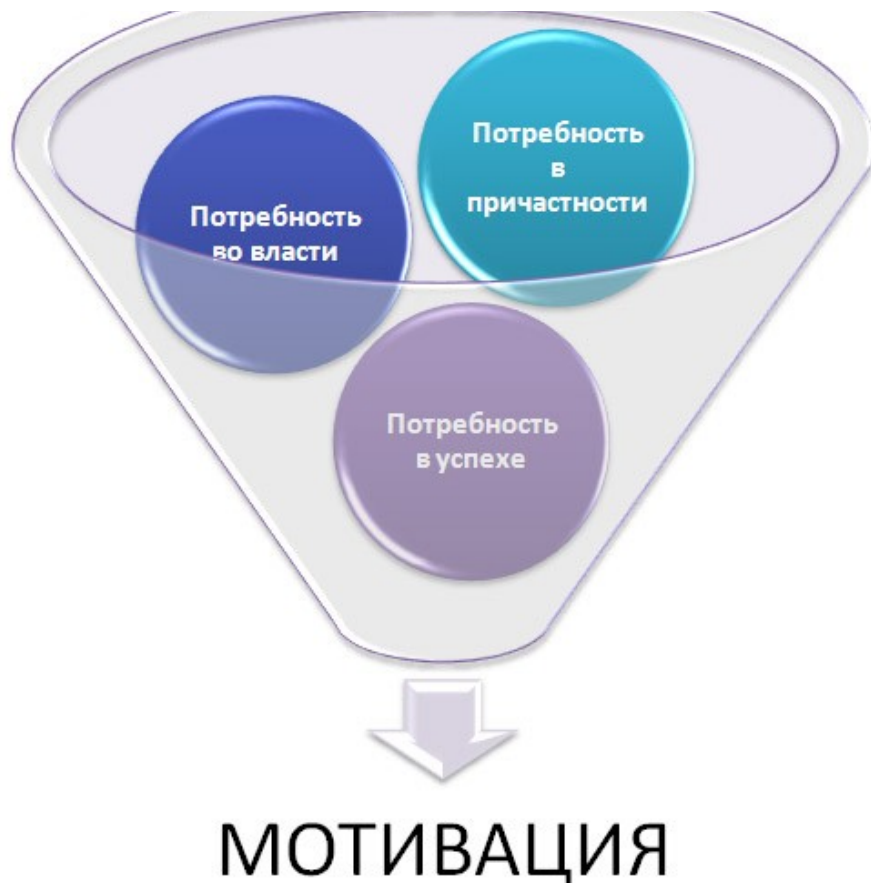 Потребность
во власти
Потребность
в
причастности
Потребность
в успехе
МОТИВАЦИЯ